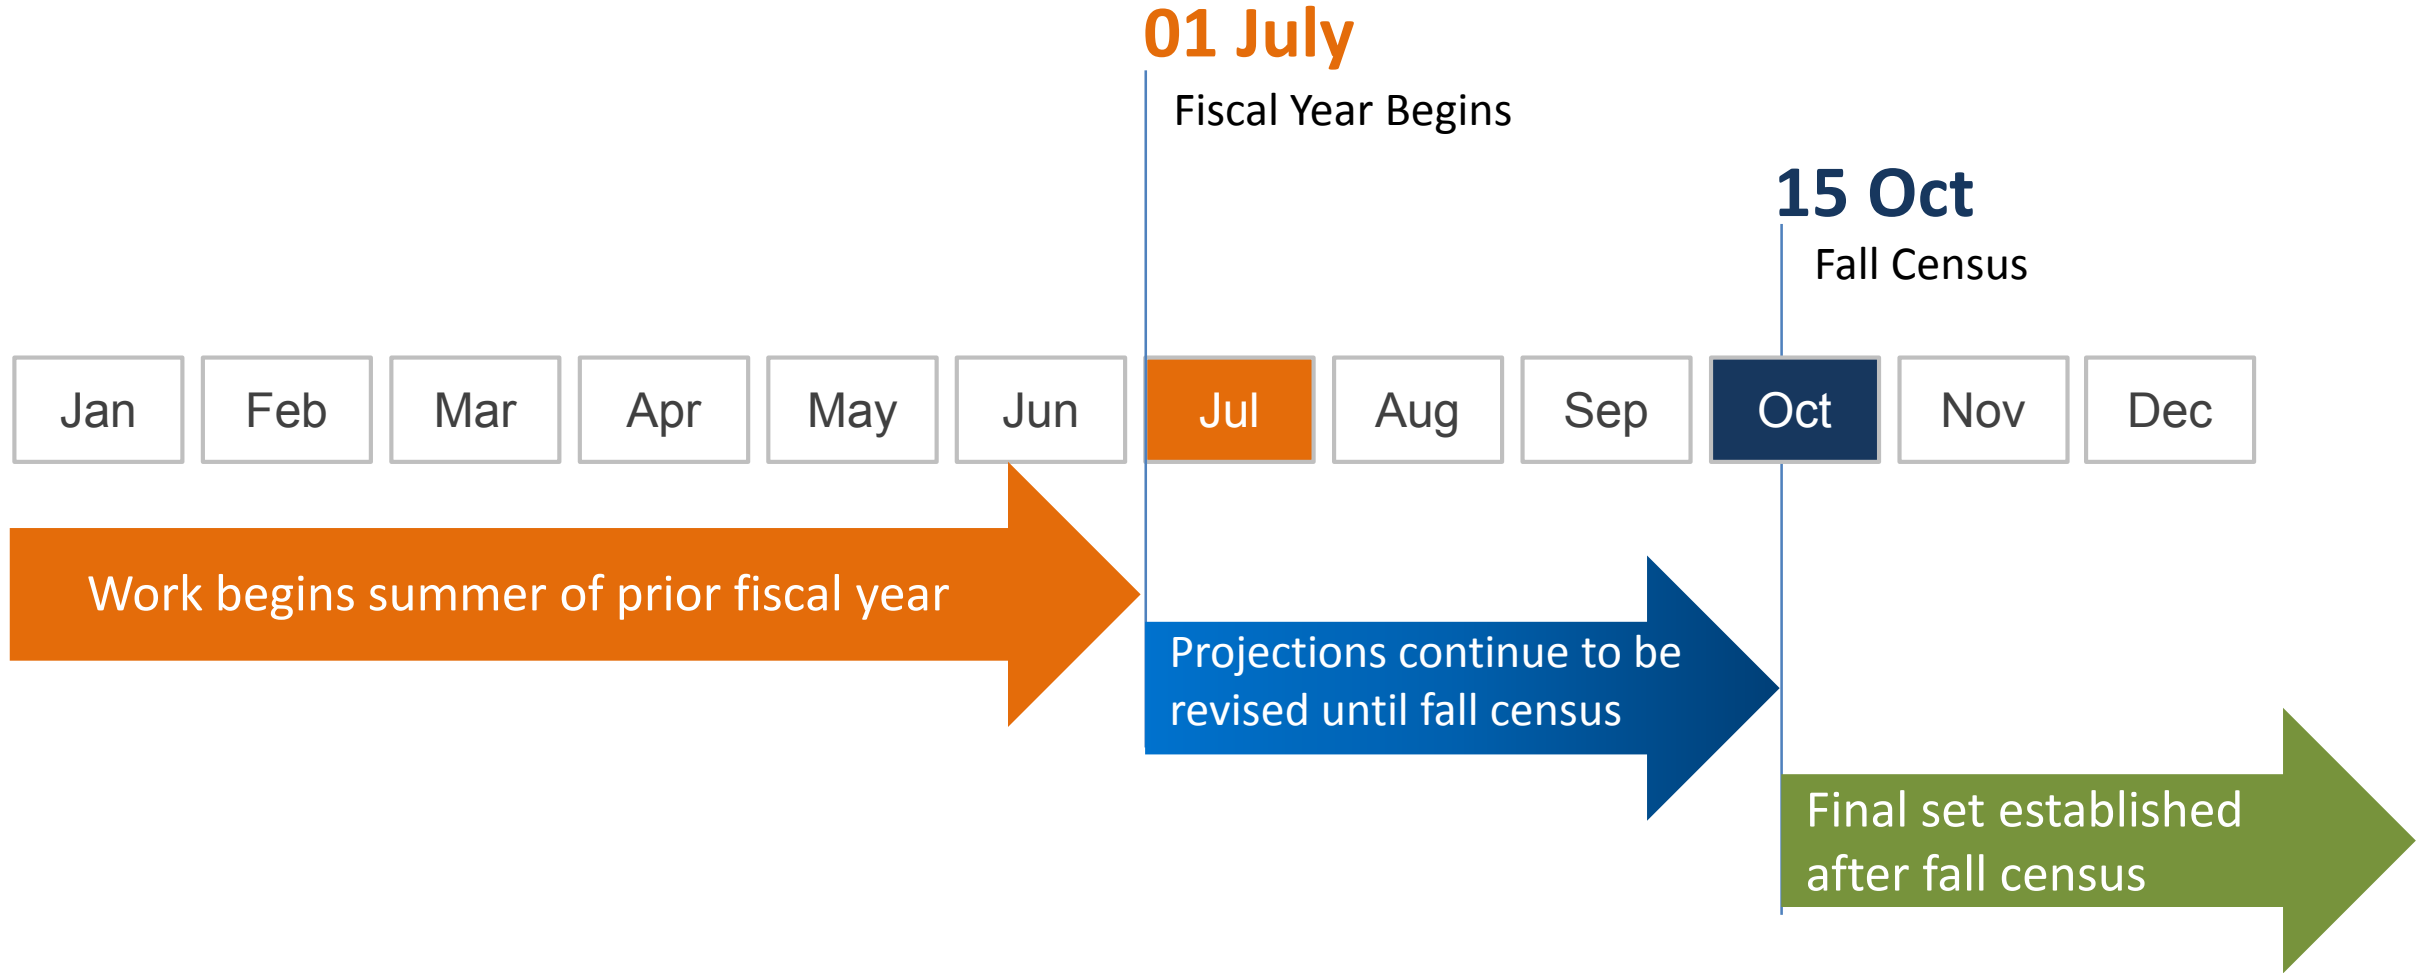 01 July
Fiscal Year Begins
15 Oct
Fall Census
Jan Feb Mar Apr May Jun Jul Aug Sep Oct Nov Dec
Work begins summer of prior fiscal year
Projections continue to be
revised until fall census
Final set established
after fall census